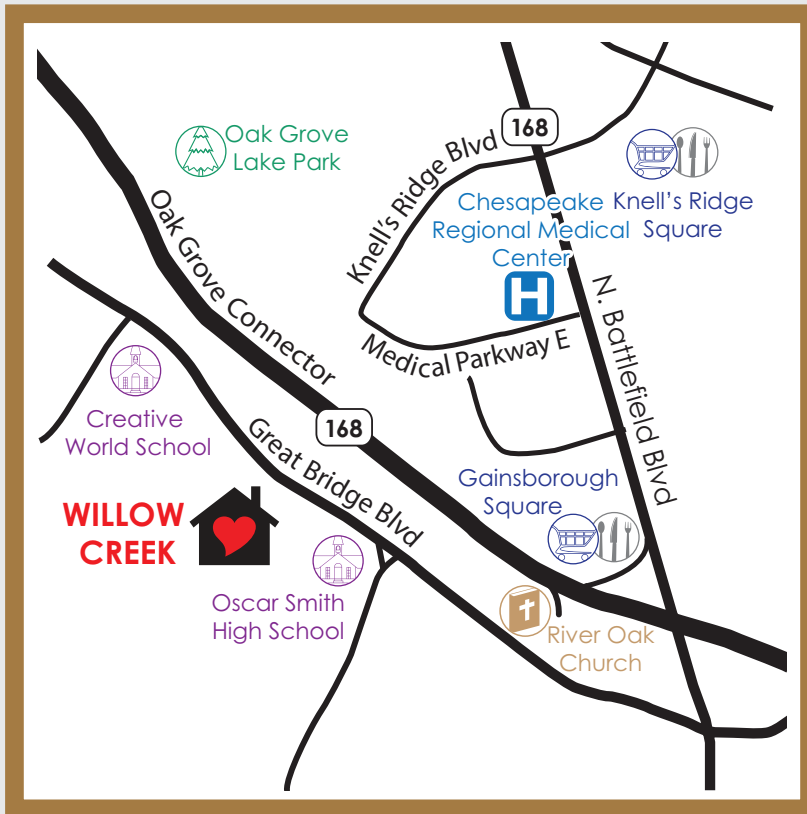 168
Oak Grove
Lake Park
Knell's Ridge Blvd
Chesapeake
Regional Medical
Center
Knell's Ridge
Square
H
Oak Grove Connector
N. Battlefield Blvd
Medical Parkway E
Creative
World School
168
Great Bridge Blvd
Gainsborough
Square
WILLOW
CREEK
Oscar Smith
High School
River Oak
Church